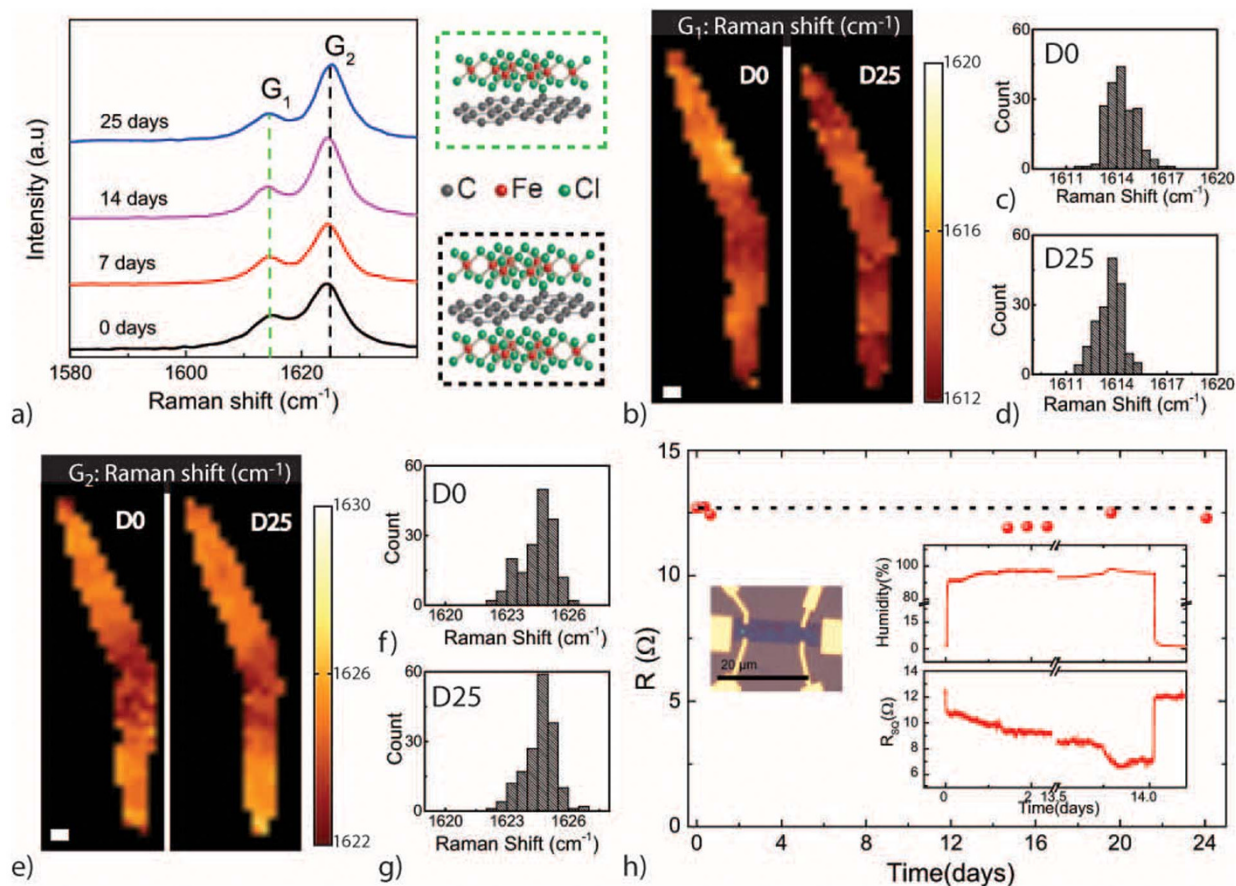 G₁
G₂
25 days
14 days
7 days
0 days
Intensity (a.u)
1580
1600
1620
Raman shift (cm⁻¹)
a)
C Fe Cl
G₁: Raman shift (cm⁻¹)
D0
D25
1620
1616
1612
b)
60
30
0
Count
D0
1611 1614 1617 1620
Raman Shift (cm⁻¹)
c)
60
30
0
Count
D25
1611 1614 1617 1620
Raman Shift (cm⁻¹)
d)
G₂: Raman shift (cm⁻¹)
D0
D25
1630
1626
1622
e)
60
30
0
Count
D0
1620 1623 1626
Raman Shift (cm⁻¹)
f)
60
30
0
Count
D25
1620 1623 1626
Raman Shift (cm⁻¹)
g)
15
10
5
0
R (Ω)
20 µm
100
80
15
0
Humidity(%)
12
10
8
6
R_SQ(Ω)
0 2 13.5 14.0
Time(days)
0 4 8 12 16 20 24
Time(days)
h)